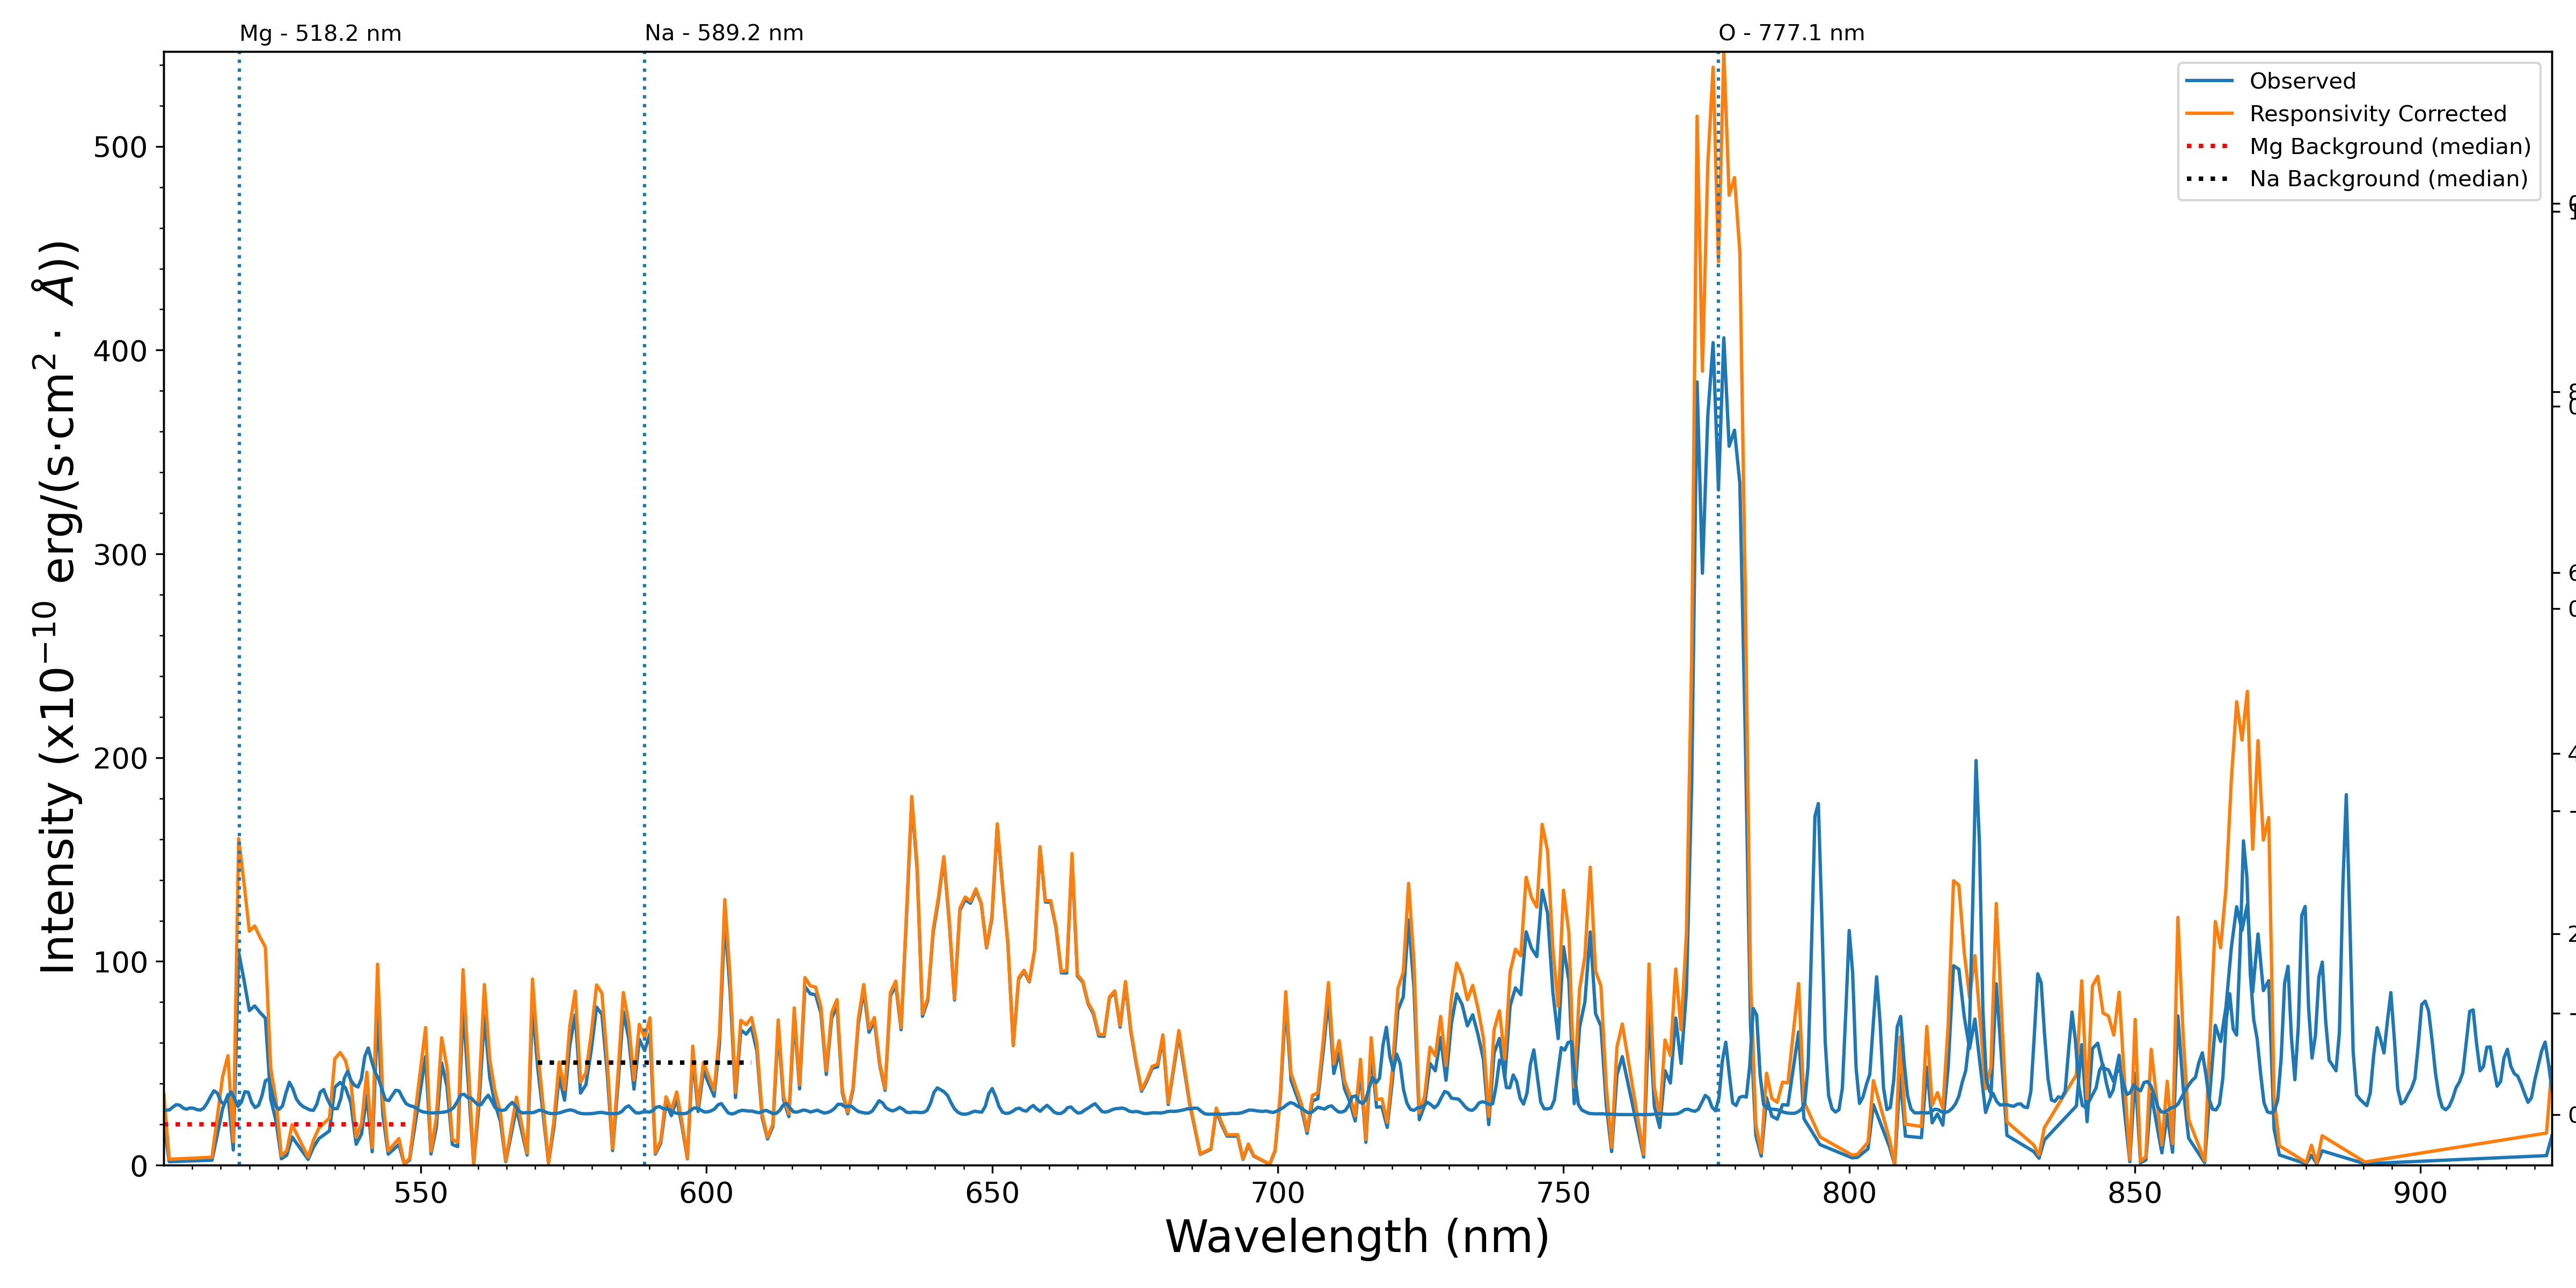 Mg - 518.2 nm
Na - 589.2 nm
O - 777.1 nm
Observed
Responsivity Corrected
Mg Background (median)
Na Background (median)
Intensity (x10⁻¹⁰ erg/(s·cm² · Å))
500
400
300
200
100
0
550
600
650
700
750
800
850
900
Wavelength (nm)